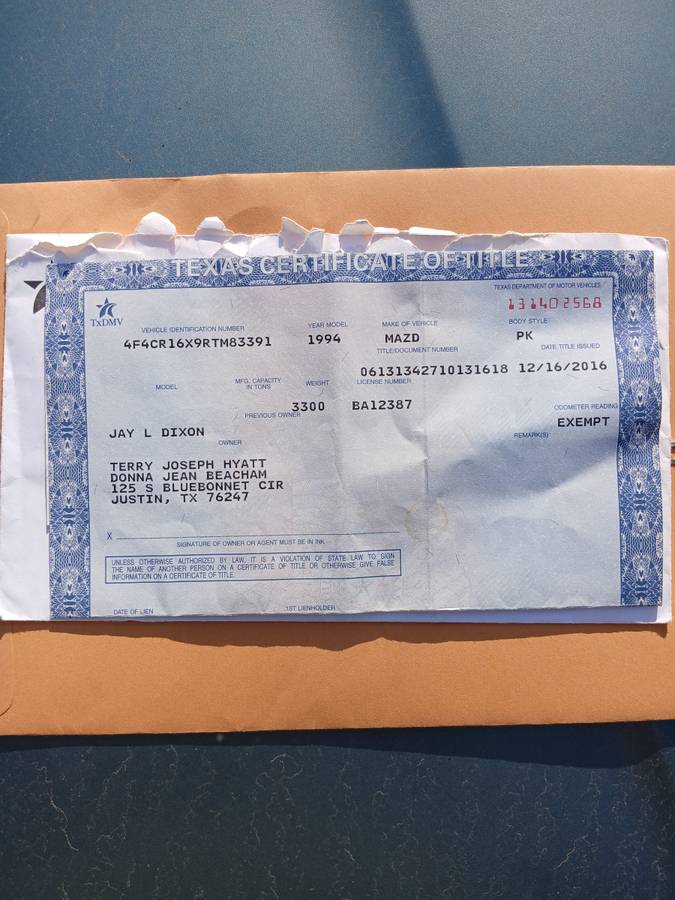 TEXAS CERTIFICATE OF TITLE
TEXAS DEPARTMENT OF MOTOR VEHICLES
131402568
TxDMV
VEHICLE IDENTIFICATION NUMBER YEAR MODEL MAKE OF VEHICLE BODY STYLE
4F4CR16X9RTM83391 1994 MAZD PK
TITLE/DOCUMENT NUMBER DATE TITLE ISSUED
06131342710131618 12/16/2016
MODEL MFG. CAPACITY IN TONS WEIGHT LICENSE NUMBER
3300 BA12387
PREVIOUS OWNER ODOMETER READING
JAY L DIXON EXEMPT
OWNER REMARK(S)
TERRY JOSEPH HYATT
DONNA JEAN BEACHAM
125 S BLUEBONNET CIR
JUSTIN, TX 76247
X
SIGNATURE OF OWNER OR AGENT MUST BE IN INK
UNLESS OTHERWISE AUTHORIZED BY LAW, IT IS A VIOLATION OF STATE LAW TO SIGN
THE NAME OF ANOTHER PERSON ON A CERTIFICATE OF TITLE OR OTHERWISE GIVE FALSE
INFORMATION ON A CERTIFICATE OF TITLE.
DATE OF LIEN 1ST LIENHOLDER